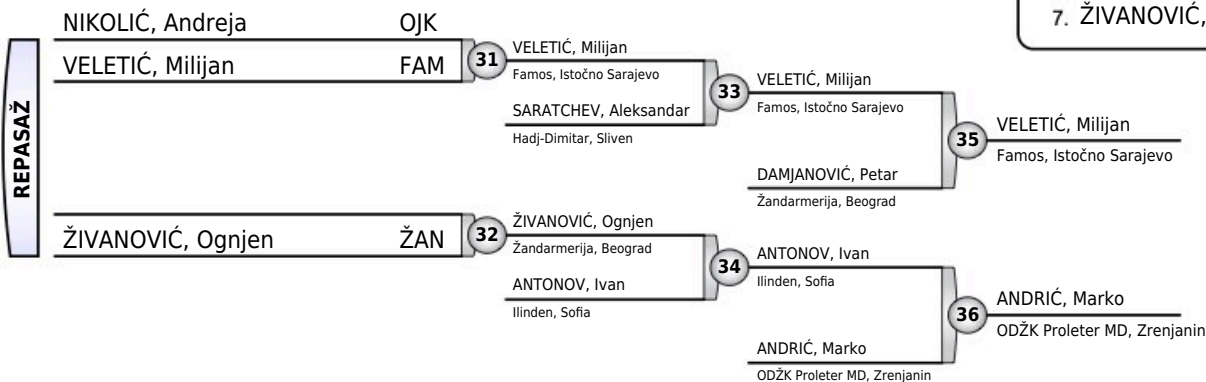 7. ŽIVANOVIĆ,
REPASAŽ
NIKOLIĆ, Andreja OJK
VELETIĆ, Milijan FAM
31
VELETIĆ, Milijan
Famos, Istočno Sarajevo
SARATCHEV, Aleksandar
Hadj-Dimitar, Sliven
33
VELETIĆ, Milijan
Famos, Istočno Sarajevo
DAMJANOVIĆ, Petar
Žandarmerija, Beograd
35
VELETIĆ, Milijan
Famos, Istočno Sarajevo
ŽIVANOVIĆ, Ognjen ŽAN
32
ŽIVANOVIĆ, Ognjen
Žandarmerija, Beograd
ANTONOV, Ivan
Ilinden, Sofia
34
ANTONOV, Ivan
Ilinden, Sofia
ANDRIĆ, Marko
ODŽK Proleter MD, Zrenjanin
36
ANDRIĆ, Marko
ODŽK Proleter MD, Zrenjanin